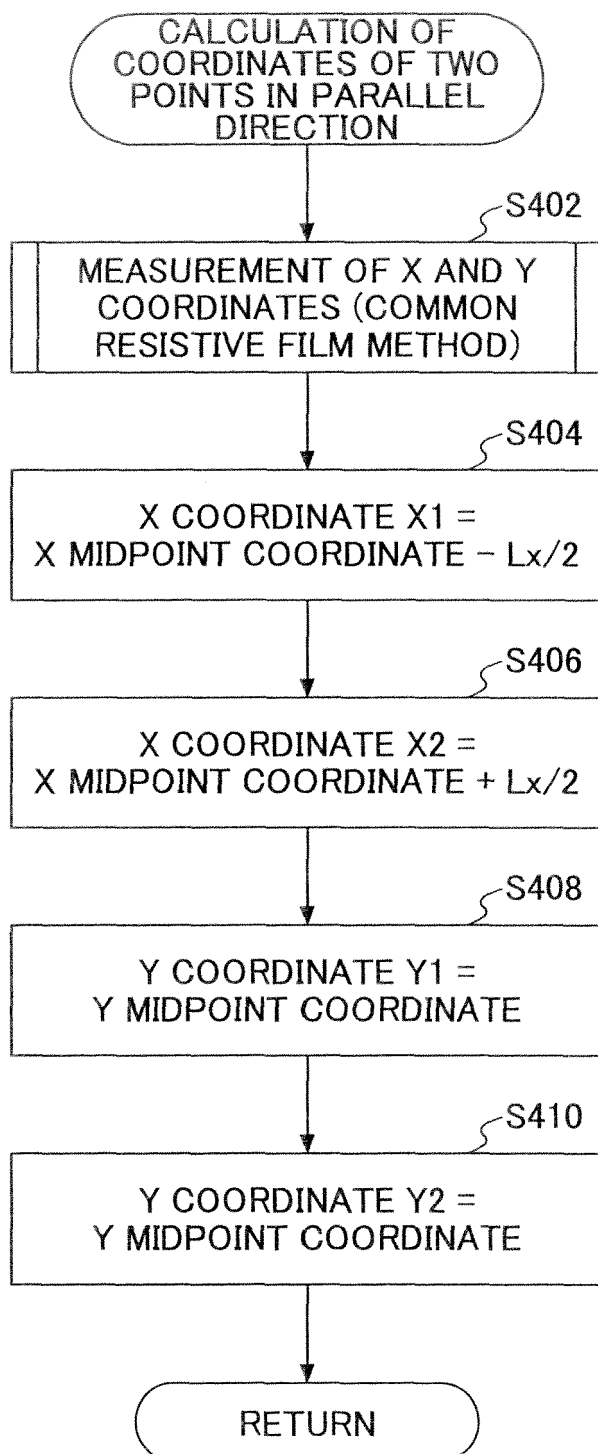 CALCULATION OF
COORDINATES OF TWO
POINTS IN PARALLEL
DIRECTION
S402
MEASUREMENT OF X AND Y
COORDINATES (COMMON
RESISTIVE FILM METHOD)
S404
X COORDINATE X1 =
X MIDPOINT COORDINATE − Lx/2
S406
X COORDINATE X2 =
X MIDPOINT COORDINATE + Lx/2
S408
Y COORDINATE Y1 =
Y MIDPOINT COORDINATE
S410
Y COORDINATE Y2 =
Y MIDPOINT COORDINATE
RETURN